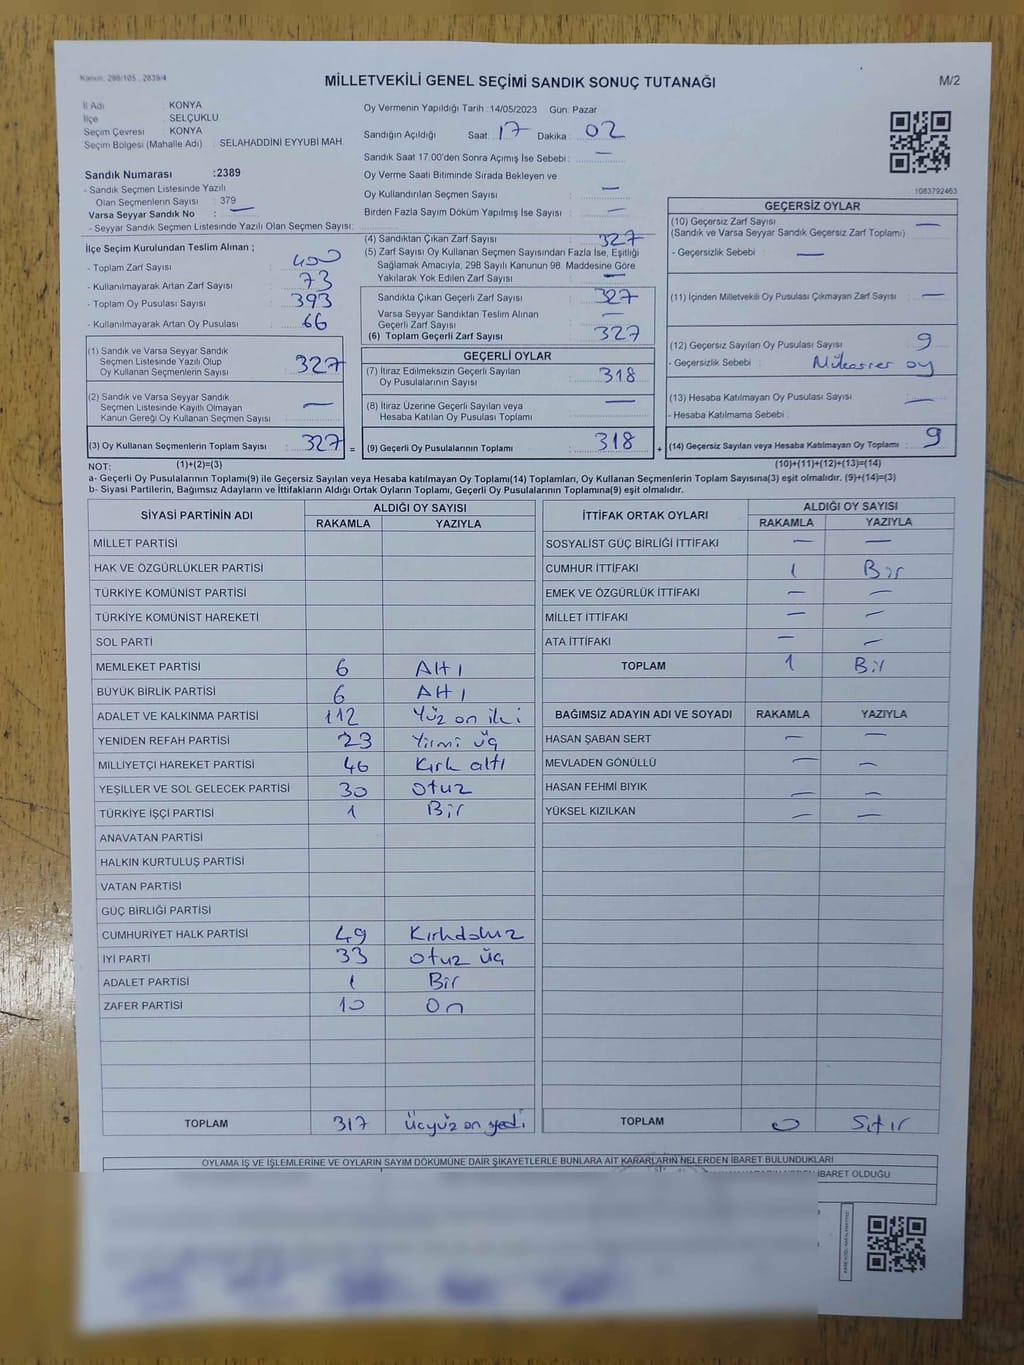 Kanun: 298/105 , 2839/4
MİLLETVEKİLİ GENEL SEÇİMİ SANDIK SONUÇ TUTANAĞI
M/2
İl Adı : KONYA
İlçe : SELÇUKLU
Seçim Çevresi : KONYA
Seçim Bölgesi (Mahalle Adı) : SELAHADDİNİ EYYUBİ MAH.
Oy Vermenin Yapıldığı Tarih :14/05/2023 Gün: Pazar
Sandığın Açıldığı Saat: 17 Dakika : 02
Sandık Saat 17.00'den Sonra Açımış İse Sebebi : —
Oy Verme Saati Bitiminde Sırada Bekleyen ve
Oy Kullandırılan Seçmen Sayısı : —
Birden Fazla Sayım Döküm Yapılmış İse Sayısı : —
1083792463
Sandık Numarası :2389
- Sandık Seçmen Listesinde Yazılı
Olan Seçmenlerin Sayısı : 379
Varsa Seyyar Sandık No : —
- Seyyar Sandık Seçmen Listesinde Yazılı Olan Seçmen Sayısı:
İlçe Seçim Kurulundan Teslim Alınan ;
- Toplam Zarf Sayısı : 400
- Kullanılmayarak Artan Zarf Sayısı : 73
- Toplam Oy Pusulası Sayısı : 393
- Kullanılmayarak Artan Oy Pusulası : 66
(1) Sandık ve Varsa Seyyar Sandık
Seçmen Listesinde Yazılı Olup
Oy Kullanan Seçmenlerin Sayısı : 327
(2) Sandık ve Varsa Seyyar Sandık
Seçmen Listesinde Kayıtlı Olmayan
Kanun Gereği Oy Kullanan Seçmen Sayısı : —
(3) Oy Kullanan Seçmenlerin Toplam Sayısı : 327 =
(4) Sandıktan Çıkan Zarf Sayısı : 327
(5) Zarf Sayısı Oy Kullanan Seçmen Sayısından Fazla İse, Eşitliği
Sağlamak Amacıyla, 298 Sayılı Kanunun 98. Maddesine Göre
Yakılarak Yok Edilen Zarf Sayısı : —
Sandıkta Çıkan Geçerli Zarf Sayısı : 327
Varsa Seyyar Sandıktan Teslim Alınan
Geçerli Zarf Sayısı : —
(6) Toplam Geçerli Zarf Sayısı : 327
GEÇERLİ OYLAR
(7) İtiraz Edilmeksizin Geçerli Sayılan
Oy Pusulalarının Sayısı : 318
(8) İtiraz Üzerine Geçerli Sayılan veya
Hesaba Katılan Oy Pusulası Toplamı : —
(9) Geçerli Oy Pusulalarının Toplamı : 318 +
GEÇERSİZ OYLAR
(10) Geçersiz Zarf Sayısı
(Sandık ve Varsa Seyyar Sandık Geçersiz Zarf Toplamı) : —
- Geçersizlik Sebebi : —
(11) İçinden Milletvekili Oy Pusulası Çıkmayan Zarf Sayısı : —
(12) Geçersiz Sayılan Oy Pusulası Sayısı : 9
- Geçersizlik Sebebi : Mükerrer oy
(13) Hesaba Katılmayan Oy Pusulası Sayısı : —
- Hesaba Katılmama Sebebi :
(14) Geçersiz Sayılan veya Hesaba Katılmayan Oy Toplamı : 9
NOT: (1)+(2)=(3) (10)+(11)+(12)+(13)=(14)
a- Geçerli Oy Pusulalarının Toplamı(9) ile Geçersiz Sayılan veya Hesaba katılmayan Oy Toplamı(14) Toplamları, Oy Kullanan Seçmenlerin Toplam Sayısına(3) eşit olmalıdır. (9)+(14)=(3)
b- Siyasi Partilerin, Bağımsız Adayların ve İttifakların Aldığı Ortak Oyların Toplamı, Geçerli Oy Pusulalarının Toplamına(9) eşit olmalıdır.
SİYASİ PARTİNİN ADI ALDIĞI OY SAYISI
RAKAMLA YAZIYLA
MİLLET PARTİSİ
HAK VE ÖZGÜRLÜKLER PARTİSİ
TÜRKİYE KOMÜNİST PARTİSİ
TÜRKİYE KOMÜNİST HAREKETİ
SOL PARTİ
MEMLEKET PARTİSİ 6 Altı
BÜYÜK BİRLİK PARTİSİ 6 Altı
ADALET VE KALKINMA PARTİSİ 112 Yüz on iki
YENİDEN REFAH PARTİSİ 23 Yirmi üç
MİLLİYETÇİ HAREKET PARTİSİ 46 Kırk altı
YEŞİLLER VE SOL GELECEK PARTİSİ 30 Otuz
TÜRKİYE İŞÇİ PARTİSİ 1 Bir
ANAVATAN PARTİSİ
HALKIN KURTULUŞ PARTİSİ
VATAN PARTİSİ
GÜÇ BİRLİĞİ PARTİSİ
CUMHURİYET HALK PARTİSİ 49 Kırkdokuz
İYİ PARTİ 33 Otuz üç
ADALET PARTİSİ 1 Bir
ZAFER PARTİSİ 10 On
TOPLAM 317 Üçyüz on yedi
İTTİFAK ORTAK OYLARI ALDIĞI OY SAYISI
RAKAMLA YAZIYLA
SOSYALİST GÜÇ BİRLİĞİ İTTİFAKI — —
CUMHUR İTTİFAKI 1 Bir
EMEK VE ÖZGÜRLÜK İTTİFAKI — —
MİLLET İTTİFAKI — —
ATA İTTİFAKI — —
TOPLAM 1 Bir
BAĞIMSIZ ADAYIN ADI VE SOYADI RAKAMLA YAZIYLA
HASAN ŞABAN SERT — —
MEVLADEN GÖNÜLLÜ — —
HASAN FEHMİ BIYIK — —
YÜKSEL KIZILKAN — —
TOPLAM 0 Sıfır
OYLAMA İŞ VE İŞLEMLERİNE VE OYLARIN SAYIM DÖKÜMÜNE DAİR ŞİKAYETLERLE BUNLARA AİT KARARLARIN NELERDEN İBARET BULUNDUKLARI
İBARET OLDUĞU